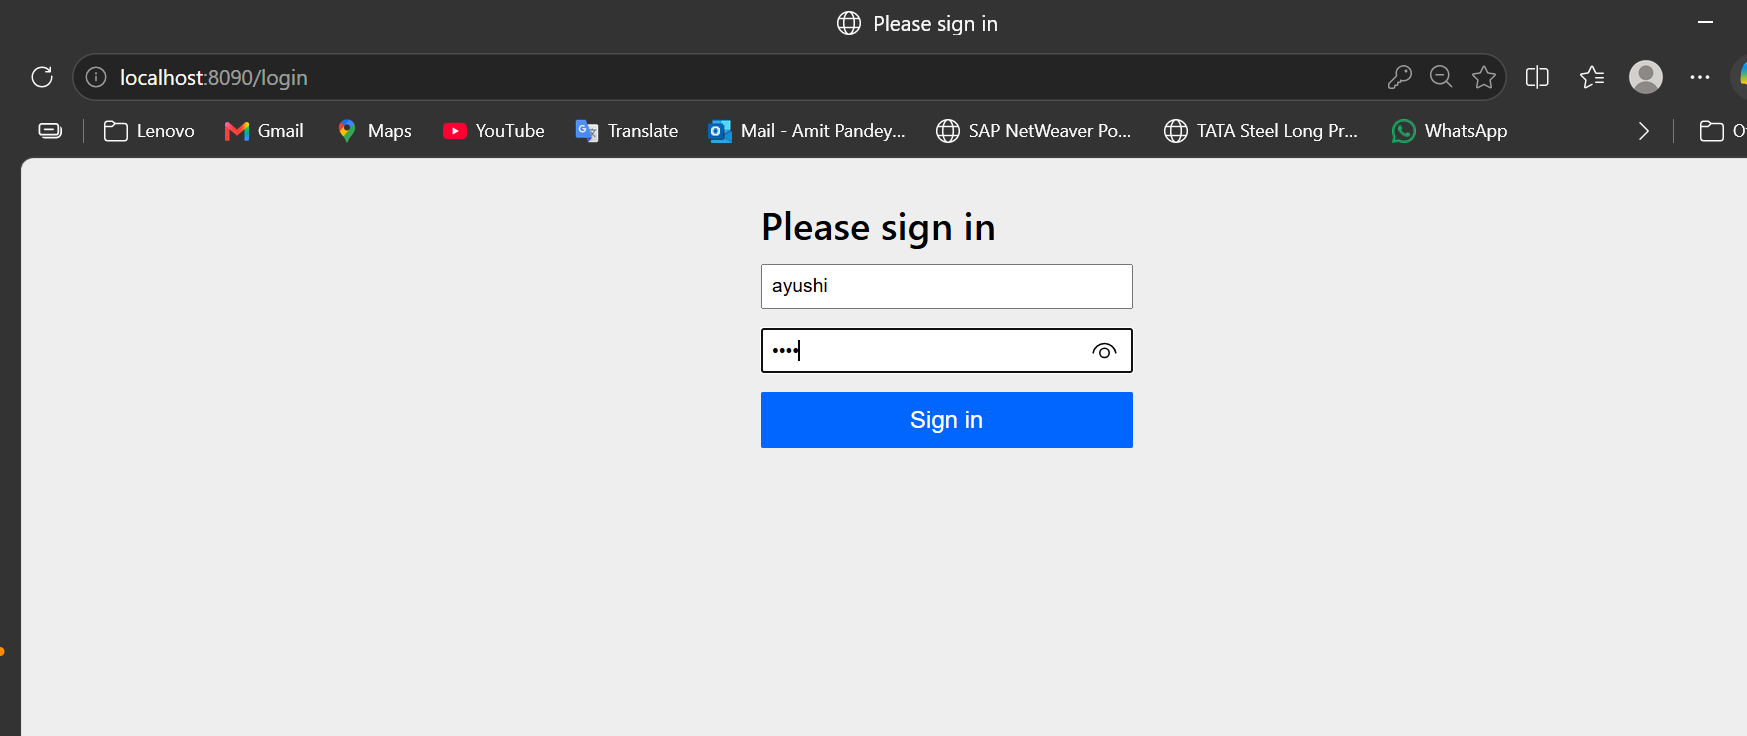 Please sign in
localhost:8090/login
Lenovo Gmail Maps YouTube Translate Mail - Amit Pandey... SAP NetWeaver Po... TATA Steel Long Pr... WhatsApp
Please sign in
ayushi
••••
Sign in